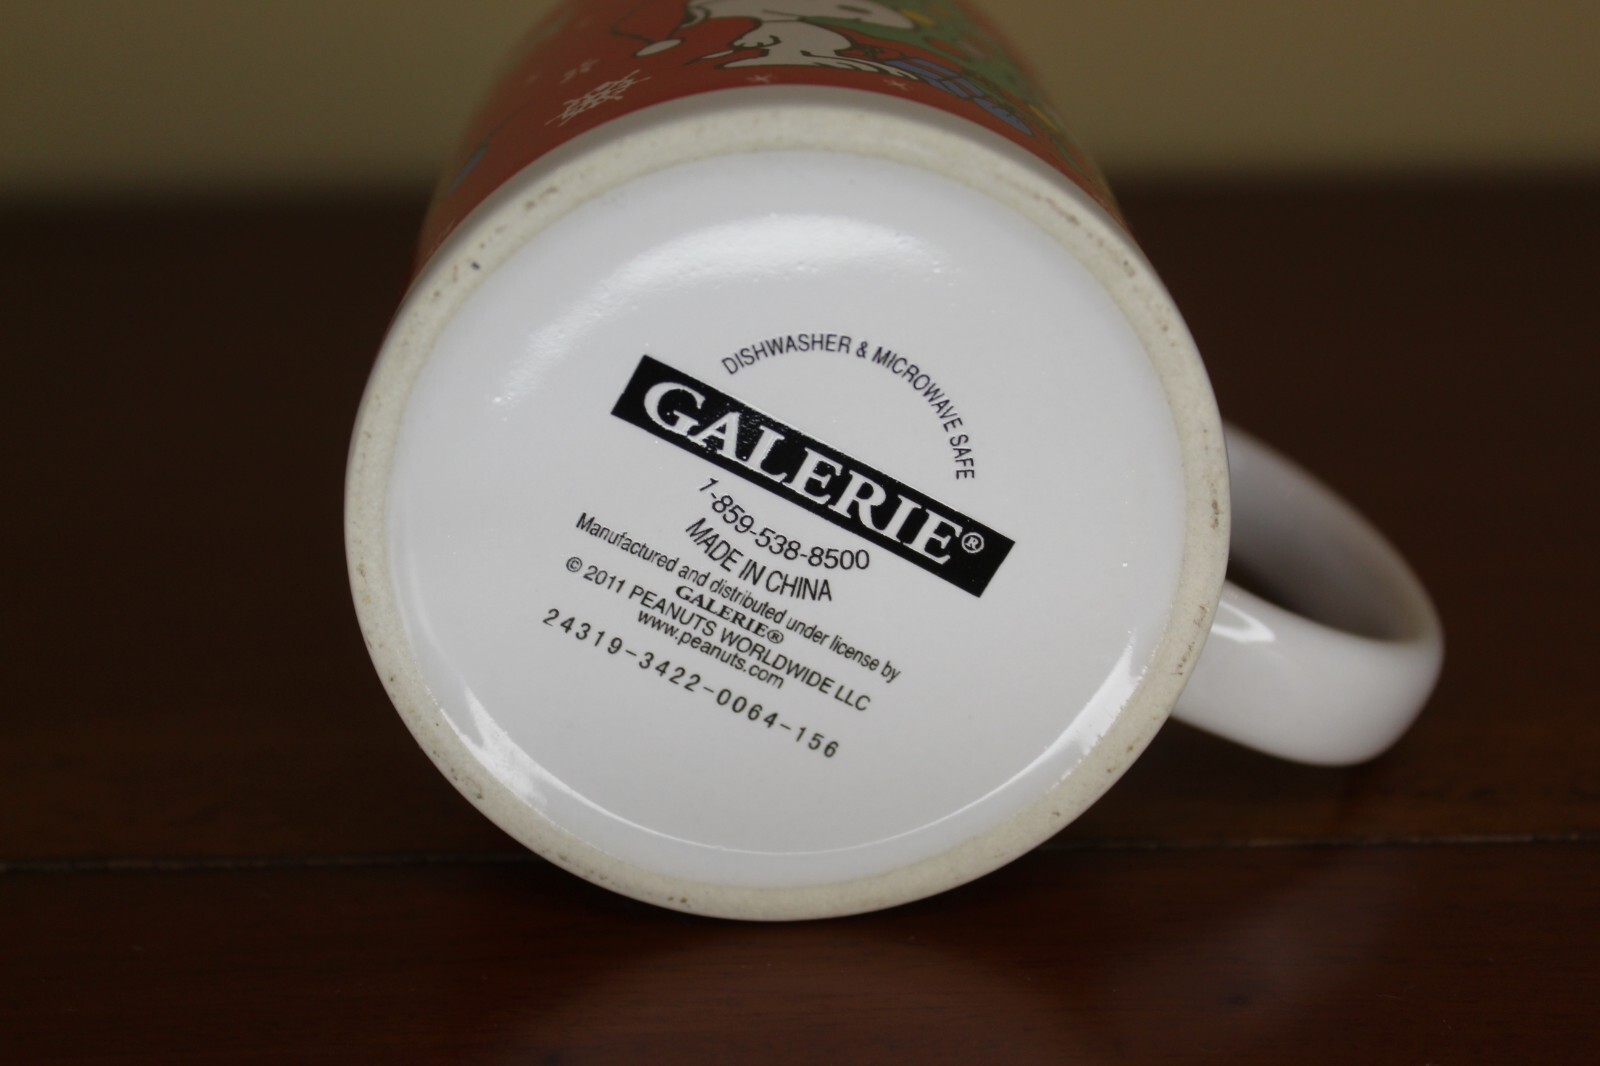 DISHWASHER & MICROWAVE SAFE
GALERIE®
1-859-538-8500
MADE IN CHINA
Manufactured and distributed under license by
GALERIE®
© 2011 PEANUTS WORLDWIDE LLC
www.peanuts.com
24319-3422-0064-156